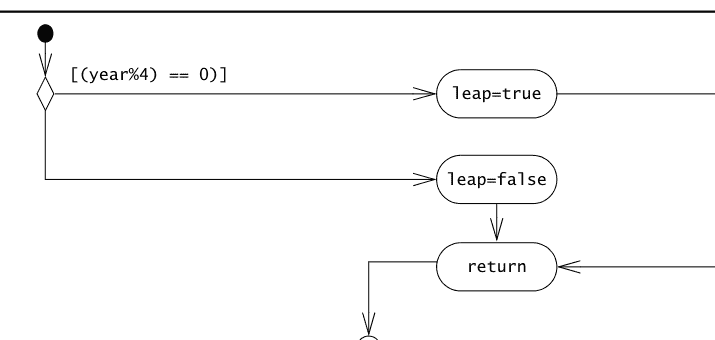 [(year%4) == 0)]
leap=true
leap=false
return